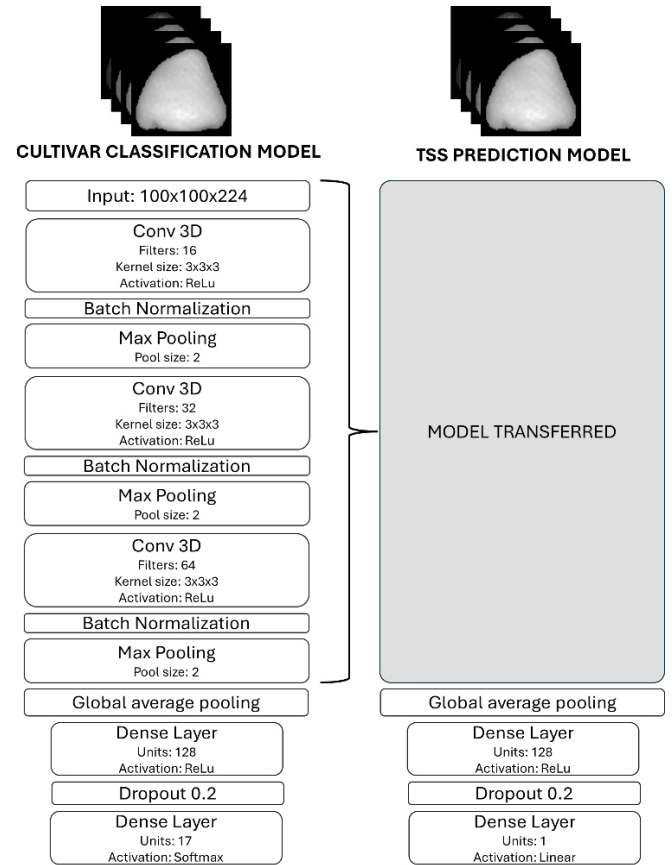 CULTIVAR CLASSIFICATION MODEL
Input: 100x100x224
Conv 3D
Filters: 16
Kernel size: 3x3x3
Activation: ReLu
Batch Normalization
Max Pooling
Pool size: 2
Conv 3D
Filters: 32
Kernel size: 3x3x3
Activation: ReLu
Batch Normalization
Max Pooling
Pool size: 2
Conv 3D
Filters: 64
Kernel size: 3x3x3
Activation: ReLu
Batch Normalization
Max Pooling
Pool size: 2
Global average pooling
Dense Layer
Units: 128
Activation: ReLu
Dropout 0.2
Dense Layer
Units: 17
Activation: Softmax
TSS PREDICTION MODEL
MODEL TRANSFERRED
Global average pooling
Dense Layer
Units: 128
Activation: ReLu
Dropout 0.2
Dense Layer
Units: 1
Activation: Linear